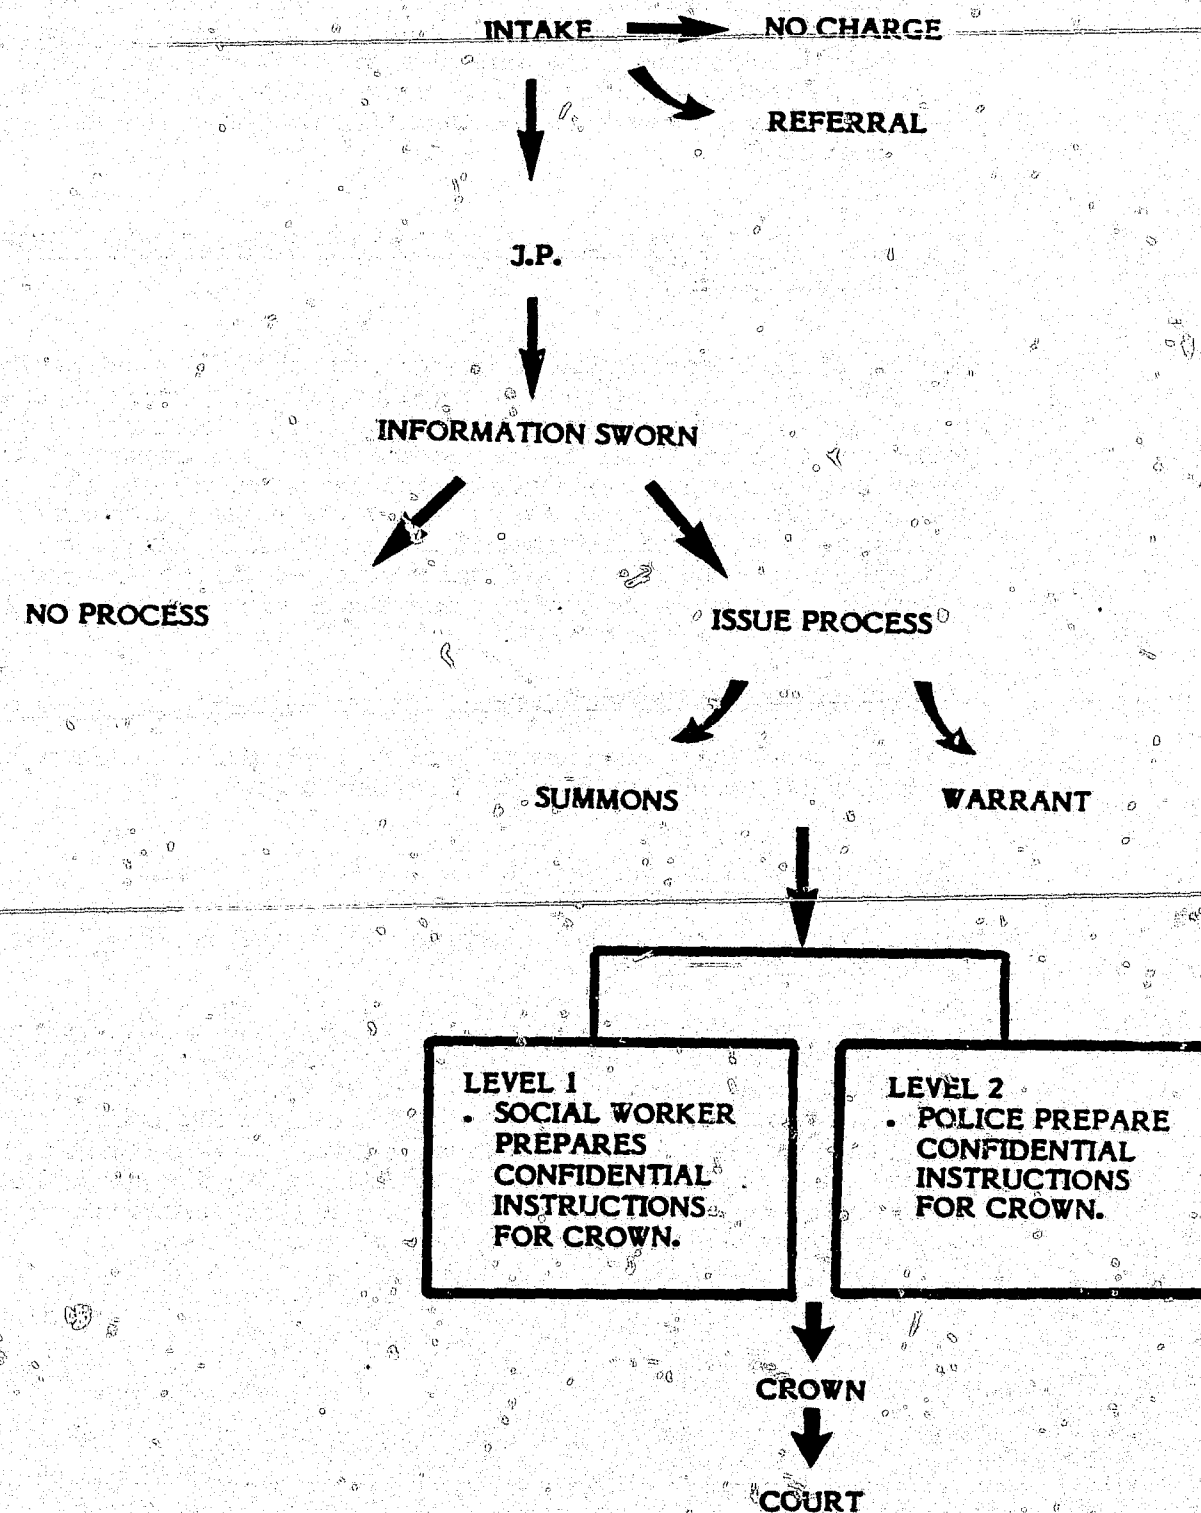 INTAKE
NO CHARGE
REFERRAL
J.P.
INFORMATION SWORN
NO PROCESS
ISSUE PROCESS
SUMMONS
WARRANT
LEVEL 1
. SOCIAL WORKER
PREPARES
CONFIDENTIAL
INSTRUCTIONS
FOR CROWN.
LEVEL 2
. POLICE PREPARE
CONFIDENTIAL
INSTRUCTIONS
FOR CROWN.
CROWN
COURT